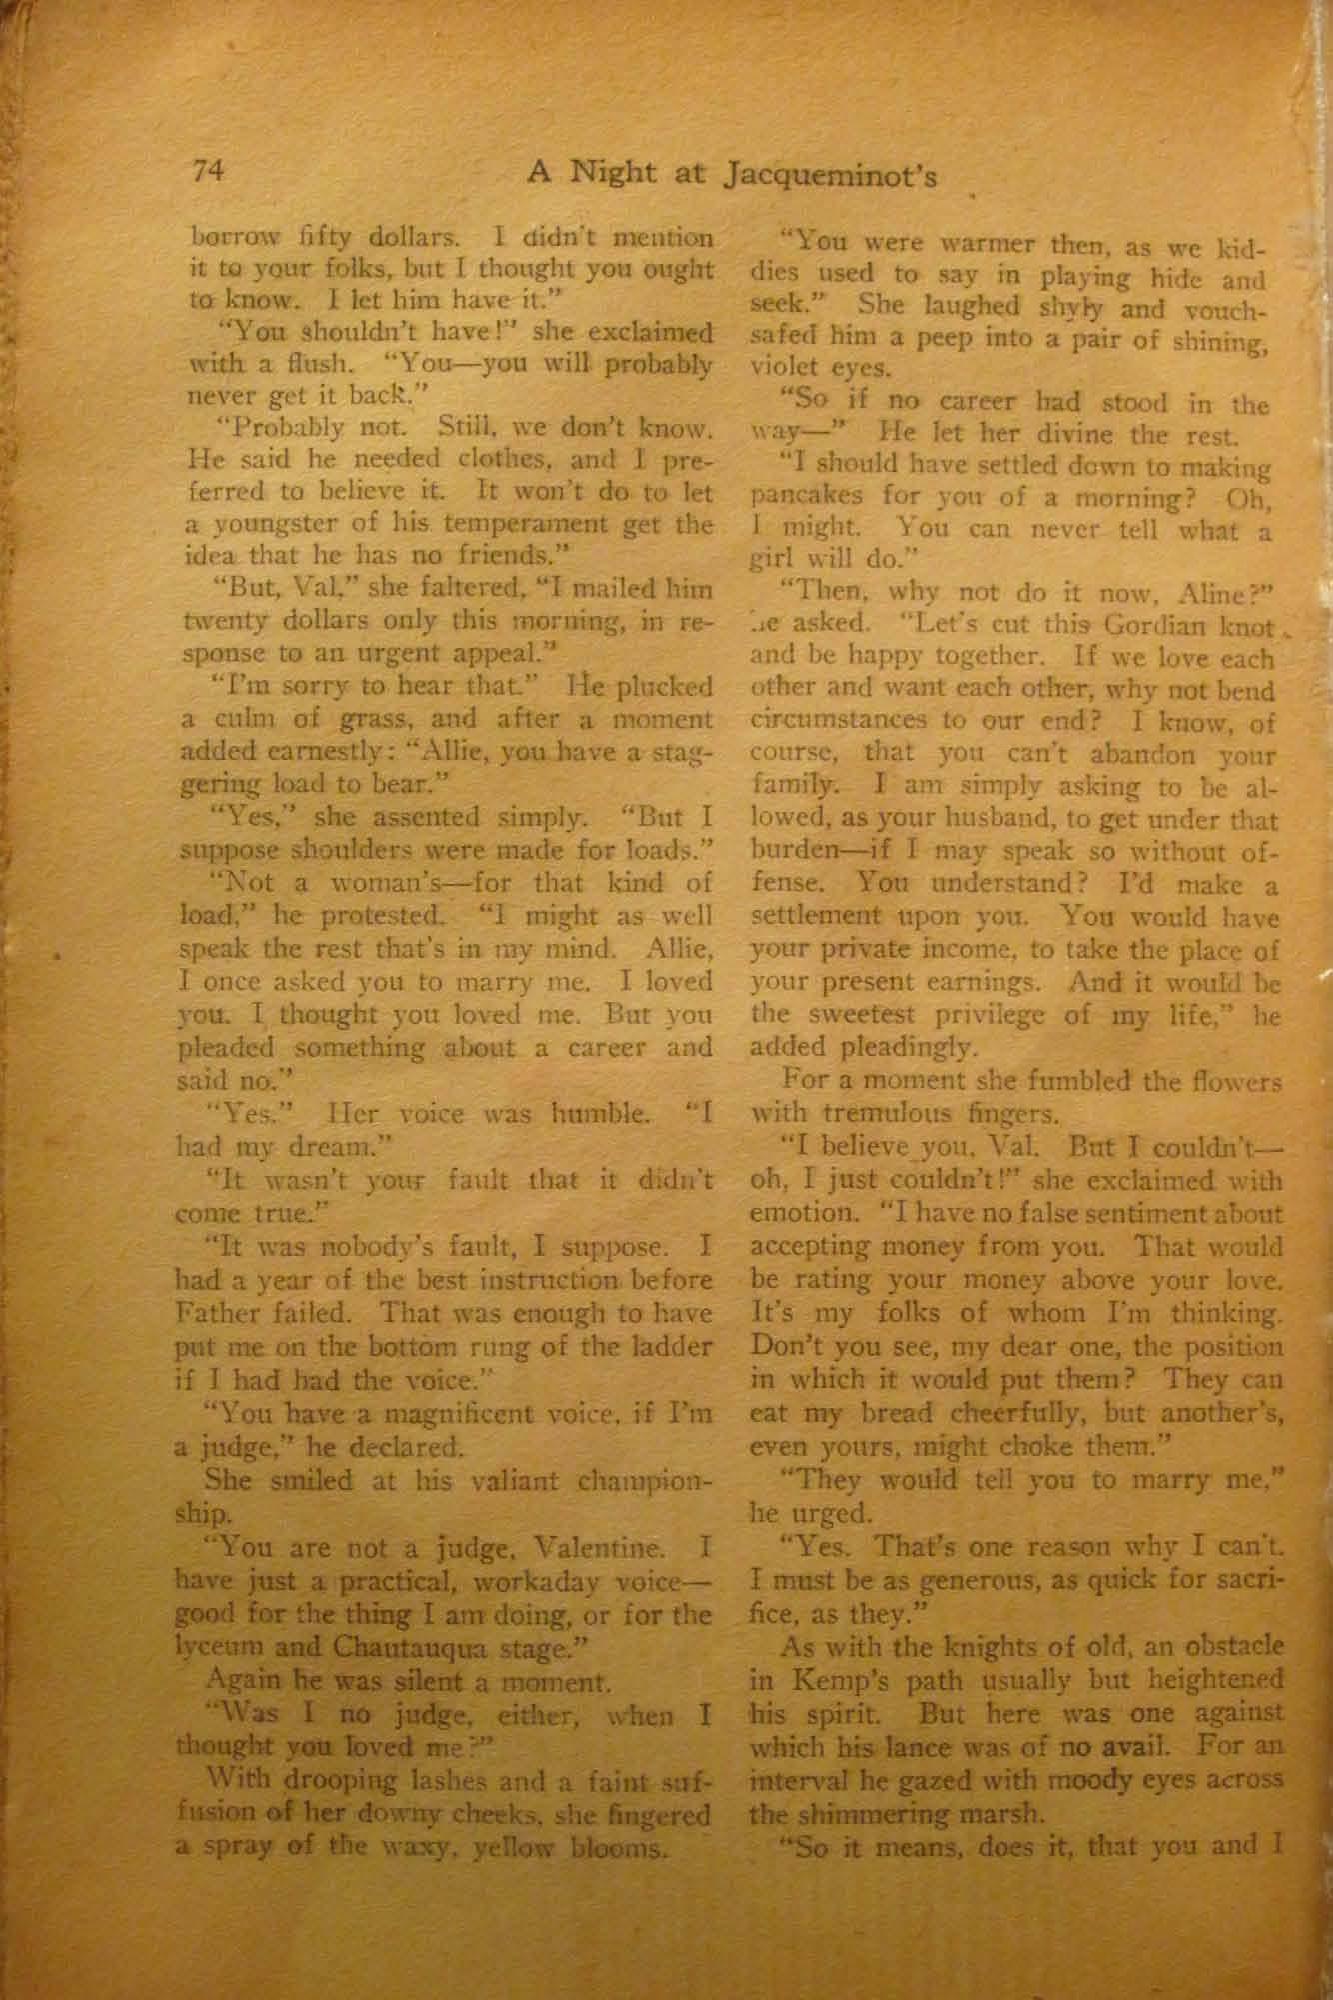 74
A Night at Jacqueminot's
borrow fifty dollars. I didn't mention
it to your folks, but I thought you ought
to know. I let him have it."
"You shouldn't have!" she exclaimed
with a flush. "You—you will probably
never get it back."
"Probably not. Still, we don't know.
He said he needed clothes, and I pre-
ferred to believe it. It won't do to let
a youngster of his temperament get the
idea that he has no friends."
"But, Val," she faltered, "I mailed him
twenty dollars only this morning, in re-
sponse to an urgent appeal."
"I'm sorry to hear that." He plucked
a culm of grass, and after a moment
added earnestly: "Allie, you have a stag-
gering load to bear."
"Yes," she assented simply. "But I
suppose shoulders were made for loads."
"Not a woman's—for that kind of
load," he protested. "I might as well
speak the rest that's in my mind. Allie,
I once asked you to marry me. I loved
you. I thought you loved me. But you
pleaded something about a career and
said no."
"Yes." Her voice was humble. "I
had my dream."
"It wasn't your fault that it didn't
come true."
"It was nobody's fault, I suppose. I
had a year of the best instruction before
Father failed. That was enough to have
put me on the bottom rung of the ladder
if I had had the voice."
"You have a magnificent voice, if I'm
a judge," he declared.
She smiled at his valiant champion-
ship.
"You are not a judge, Valentine. I
have just a practical, workaday voice—
good for the thing I am doing, or for the
lyceum and Chautauqua stage."
Again he was silent a moment.
"Was I no judge, either, when I
thought you loved me?"
With drooping lashes and a faint suf-
fusion of her downy cheeks, she fingered
a spray of the waxy, yellow blooms.
"You were warmer then, as we kid-
dies used to say in playing hide and
seek." She laughed shyly and vouch-
safed him a peep into a pair of shining,
violet eyes.
"So if no career had stood in the
way—" He let her divine the rest.
"I should have settled down to making
pancakes for you of a morning? Oh,
I might. You can never tell what a
girl will do."
"Then, why not do it now, Aline?"
he asked. "Let's cut this Gordian knot
and be happy together. If we love each
other and want each other, why not bend
circumstances to our end? I know, of
course, that you can't abandon your
family. I am simply asking to be al-
lowed, as your husband, to get under that
burden—if I may speak so without of-
fense. You understand? I'd make a
settlement upon you. You would have
your private income, to take the place of
your present earnings. And it would be
the sweetest privilege of my life," he
added pleadingly.
For a moment she fumbled the flowers
with tremulous fingers.
"I believe you, Val. But I couldn't—
oh, I just couldn't!" she exclaimed with
emotion. "I have no false sentiment about
accepting money from you. That would
be rating your money above your love.
It's my folks of whom I'm thinking.
Don't you see, my dear one, the position
in which it would put them? They can
eat my bread cheerfully, but another's,
even yours, might choke them."
"They would tell you to marry me,"
he urged.
"Yes. That's one reason why I can't.
I must be as generous, as quick for sacri-
fice, as they."
As with the knights of old, an obstacle
in Kemp's path usually but heightened
his spirit. But here was one against
which his lance was of no avail. For an
interval he gazed with moody eyes across
the shimmering marsh.
"So it means, does it, that you and I